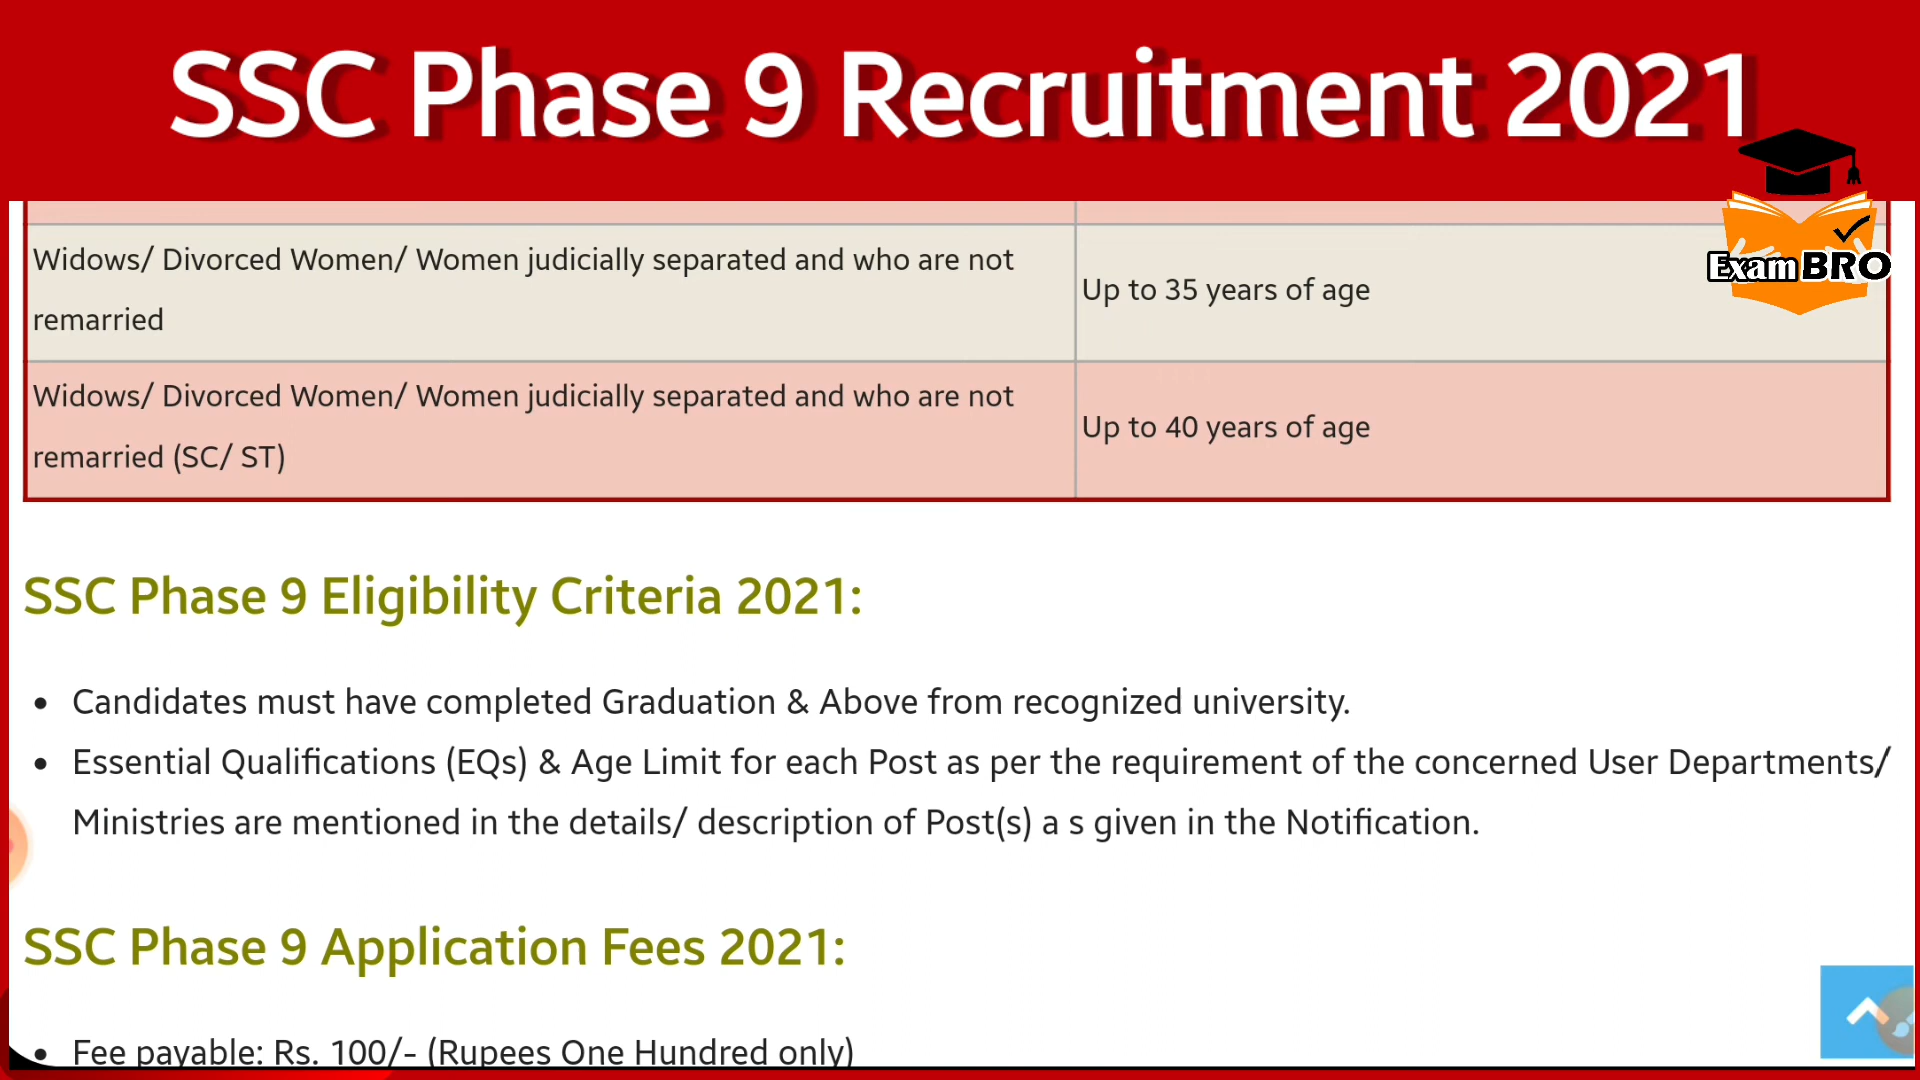 SSC Phase 9 Recruitment 2021
Exam BRO
Widows/ Divorced Women/ Women judicially separated and who are not
remarried
Up to 35 years of age
Widows/ Divorced Women/ Women judicially separated and who are not
remarried (SC/ ST)
Up to 40 years of age
SSC Phase 9 Eligibility Criteria 2021:
• Candidates must have completed Graduation & Above from recognized university.
• Essential Qualifications (EQs) & Age Limit for each Post as per the requirement of the concerned User Departments/
Ministries are mentioned in the details/ description of Post(s) a s given in the Notification.
SSC Phase 9 Application Fees 2021:
• Fee payable: Rs. 100/- (Rupees One Hundred only)